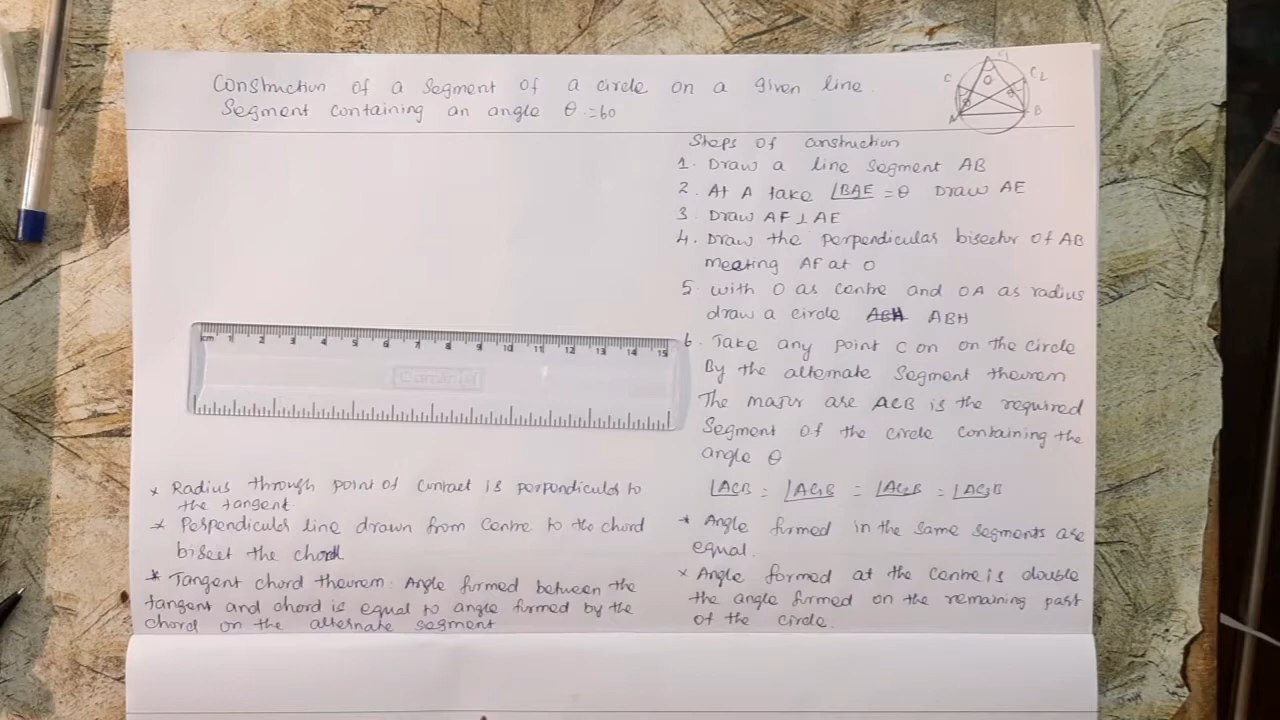 Construction of a segment of a circle on a given line
Segment containing an angle θ = 60
C
C1
C2
θ
θ
θ
A
B
Steps of construction
1. Draw a line segment AB
2. At A take ∠BAE = θ Draw AE
3. Draw AF ⊥ AE
4. Draw the perpendicular bisector of AB
meeting AF at O
5. with O as centre and OA as radius
draw a circle ABH
6. Take any point C on on the circle
By the alternate segment theorem
The major arc ACB is the required
Segment of the circle containing the
angle θ
∠ACB = ∠AC1B = ∠AC2B = ∠AC3B
* Angle formed in the same segments are
equal.
* Angle formed at the centre is double
the angle formed on the remaining part
of the circle.
cm 1 2 3 4 5 6 7 8 9 10 11 12 13 14 15
Camlin
* Radius through point of contact is perpendicular to
the tangent.
* Perpendicular line drawn from centre to the chord
bisect the chord
* Tangent chord theorem. Angle formed between the
tangent and chord is equal to angle formed by the
chord on the alternate segment